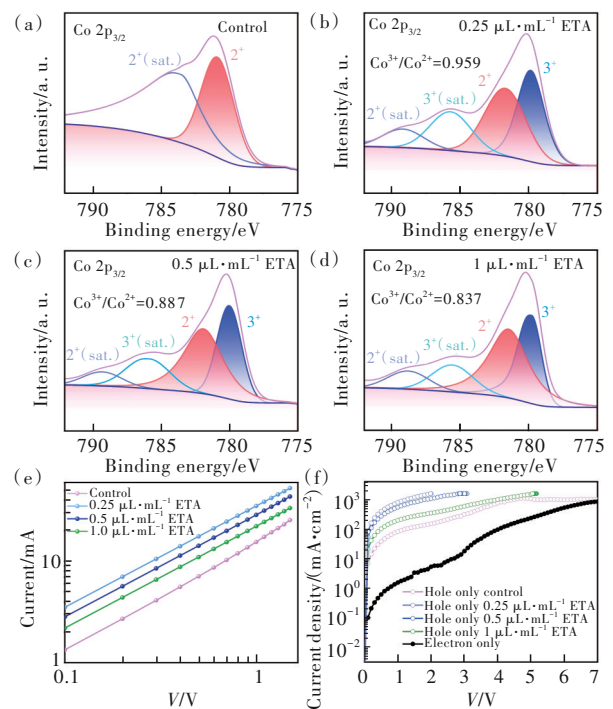 (a) Co 2p3/2 Control
2+
2+(sat.)
Intensity/a. u.
790 785 780 775
Binding energy/eV
(b) Co 2p3/2 0.25 μL·mL⁻¹ ETA
Co³⁺/Co²⁺=0.959
3+
2+
3+(sat.)
2+(sat.)
Intensity/a. u.
790 785 780 775
Binding energy/eV
(c) Co 2p3/2 0.5 μL·mL⁻¹ ETA
Co³⁺/Co²⁺=0.887
2+
3+
3+(sat.)
2+(sat.)
Intensity/a. u.
790 785 780 775
Binding energy/eV
(d) Co 2p3/2 1 μL·mL⁻¹ ETA
Co³⁺/Co²⁺=0.837
3+
2+
3+(sat.)
2+(sat.)
Intensity/a. u.
790 785 780 775
Binding energy/eV
(e)
Control
0.25 μL·mL⁻¹ ETA
0.5 μL·mL⁻¹ ETA
1.0 μL·mL⁻¹ ETA
Current/mA
10
1
0.1 1
V/V
(f)
Current density/(mA·cm⁻²)
10³
10²
10¹
10⁰
10⁻¹
10⁻²
Hole only control
Hole only 0.25 μL·mL⁻¹ ETA
Hole only 0.5 μL·mL⁻¹ ETA
Hole only 1 μL·mL⁻¹ ETA
Electron only
0 1 2 3 4 5 6 7
V/V